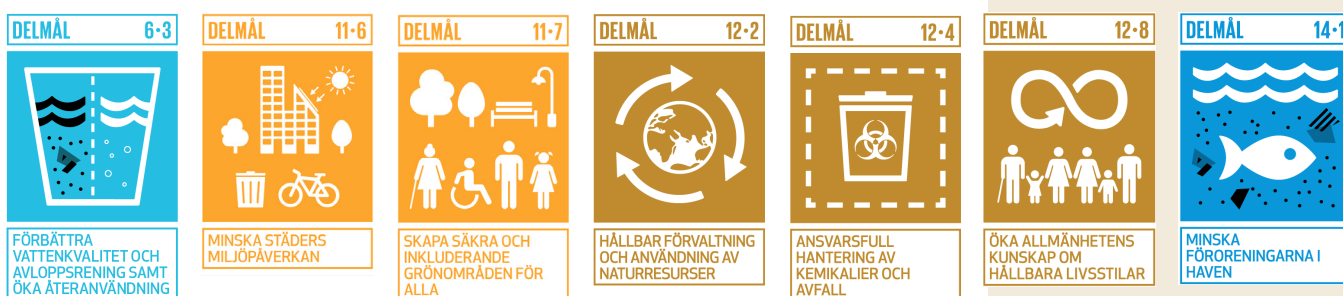 DELMÅL 6·3
FÖRBÄTTRA
VATTENKVALITET OCH
AVLOPPSRENING SAMT
ÖKA ÅTERANVÄNDNING
DELMÅL 11·6
MINSKA STÄDERS
MILJÖPÅVERKAN
DELMÅL 11·7
SKAPA SÄKRA OCH
INKLUDERANDE
GRÖNOMRÅDEN FÖR
ALLA
DELMÅL 12·2
HÅLLBAR FÖRVALTNING
OCH ANVÄNDNING AV
NATURRESURSER
DELMÅL 12·4
ANSVARSFULL
HANTERING AV
KEMIKALIER OCH
AVFALL
DELMÅL 12·8
ÖKA ALLMÄNHETENS
KUNSKAP OM
HÅLLBARA LIVSSTILAR
DELMÅL 14·1
MINSKA
FÖRORENINGARNA I
HAVEN